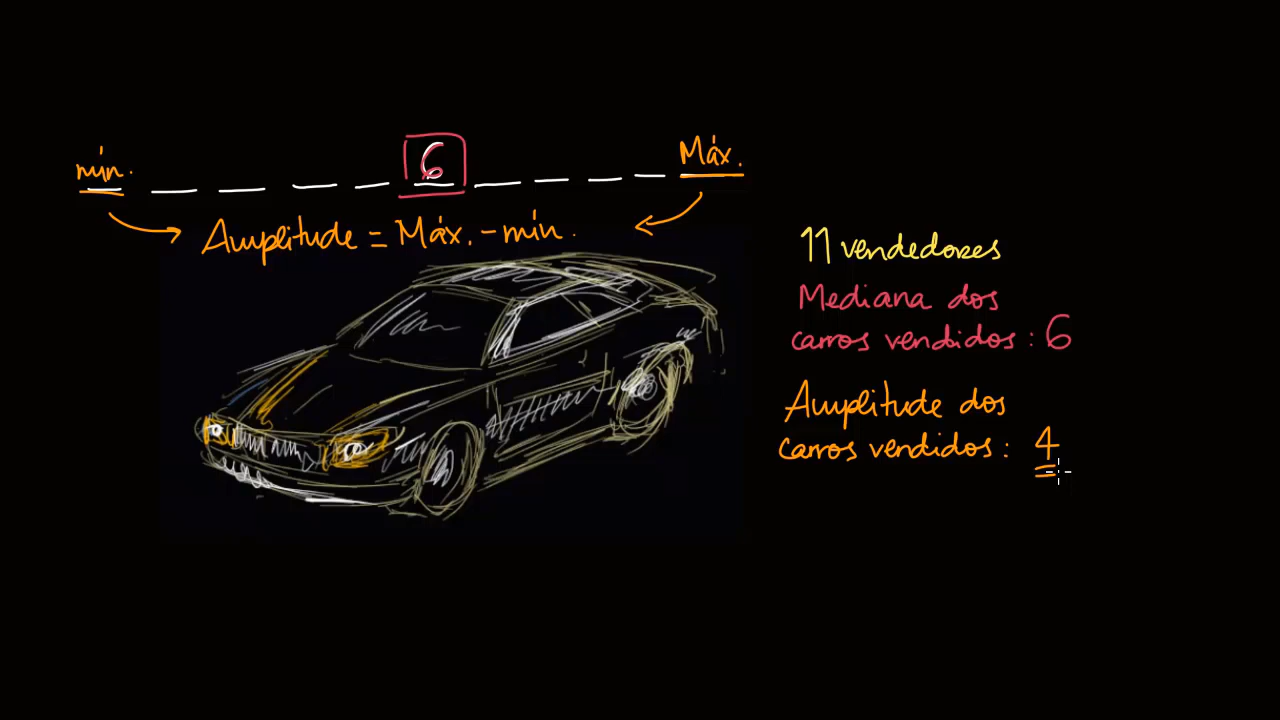 mín.
6
Máx.
Amplitude = Máx. - mín.
11 vendedores
Mediana dos
carros vendidos : 6
Amplitude dos
carros vendidos : 4